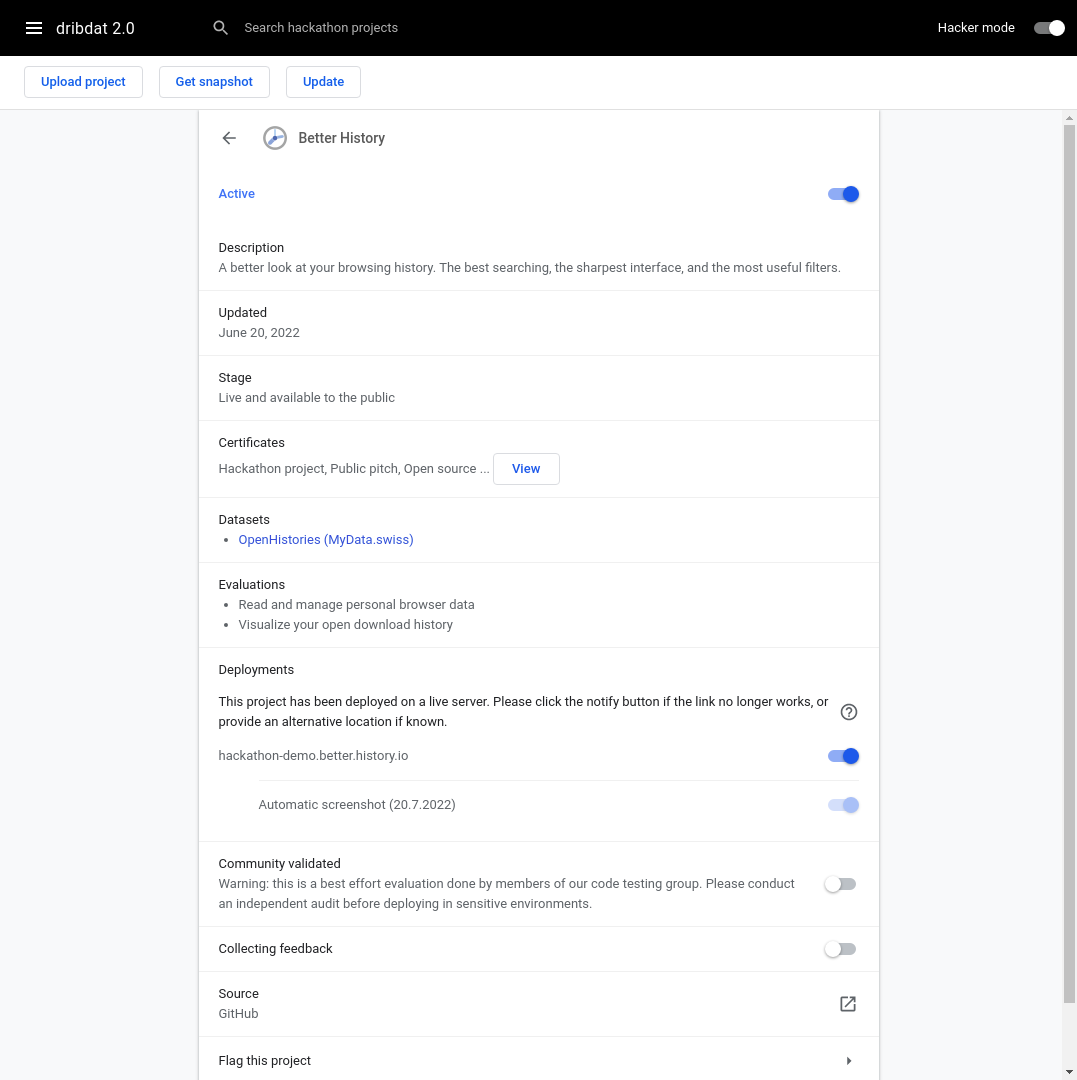 dribdat 2.0
Search hackathon projects
Hacker mode
Upload project
Get snapshot
Update
Better History
Active
Description
A better look at your browsing history. The best searching, the sharpest interface, and the most useful filters.
Updated
June 20, 2022
Stage
Live and available to the public
Certificates
Hackathon project, Public pitch, Open source ...
View
Datasets
• OpenHistories (MyData.swiss)
Evaluations
• Read and manage personal browser data
• Visualize your open download history
Deployments
This project has been deployed on a live server. Please click the notify button if the link no longer works, or
provide an alternative location if known.
hackathon-demo.better.history.io
Automatic screenshot (20.7.2022)
Community validated
Warning: this is a best effort evaluation done by members of our code testing group. Please conduct
an independent audit before deploying in sensitive environments.
Collecting feedback
Source
GitHub
Flag this project